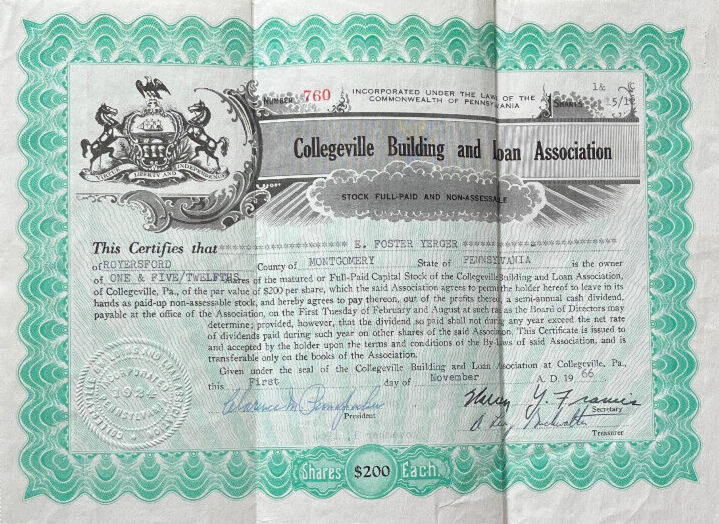 NUMBER 760
INCORPORATED UNDER THE LAWS OF THE
COMMONWEALTH OF PENNSYLVANIA
SHARES 1& 5/1
VIRTUE LIBERTY AND INDEPENDENCE
Collegeville Building and Loan Association
STOCK FULL-PAID AND NON-ASSESSABLE
This Certifies that E. FOSTER YERGER
of ROYERSFORD County of MONTGOMERY State of PENNSYLVANIA is the owner
of ONE & FIVE/TWELFTHS Shares of the matured or Full-Paid Capital Stock of the Collegeville Building and Loan Association,
of Collegeville, Pa., of the par value of $200 per share, which the said Association agrees to permit the holder hereof to leave in its
hands as paid-up non-assessable stock, and hereby agrees to pay thereon, out of the profits thereof, a semi-annual cash dividend,
payable at the office of the Association, on the First Tuesday of February and August at such rate as the Board of Directors may
determine; provided, however, that the dividend so paid shall not during any year exceed the net rate
of dividends paid during such year on other shares of the said Association. This Certificate is issued to
and accepted by the holder upon the terms and conditions of the By-Laws of said Association, and is
transferable only on the books of the Association.
Given under the seal of the Collegeville Building and Loan Association at Collegeville, Pa.,
this First day of November A. D. 1966
President
Secretary
Treasurer
1931
Shares $200 Each.